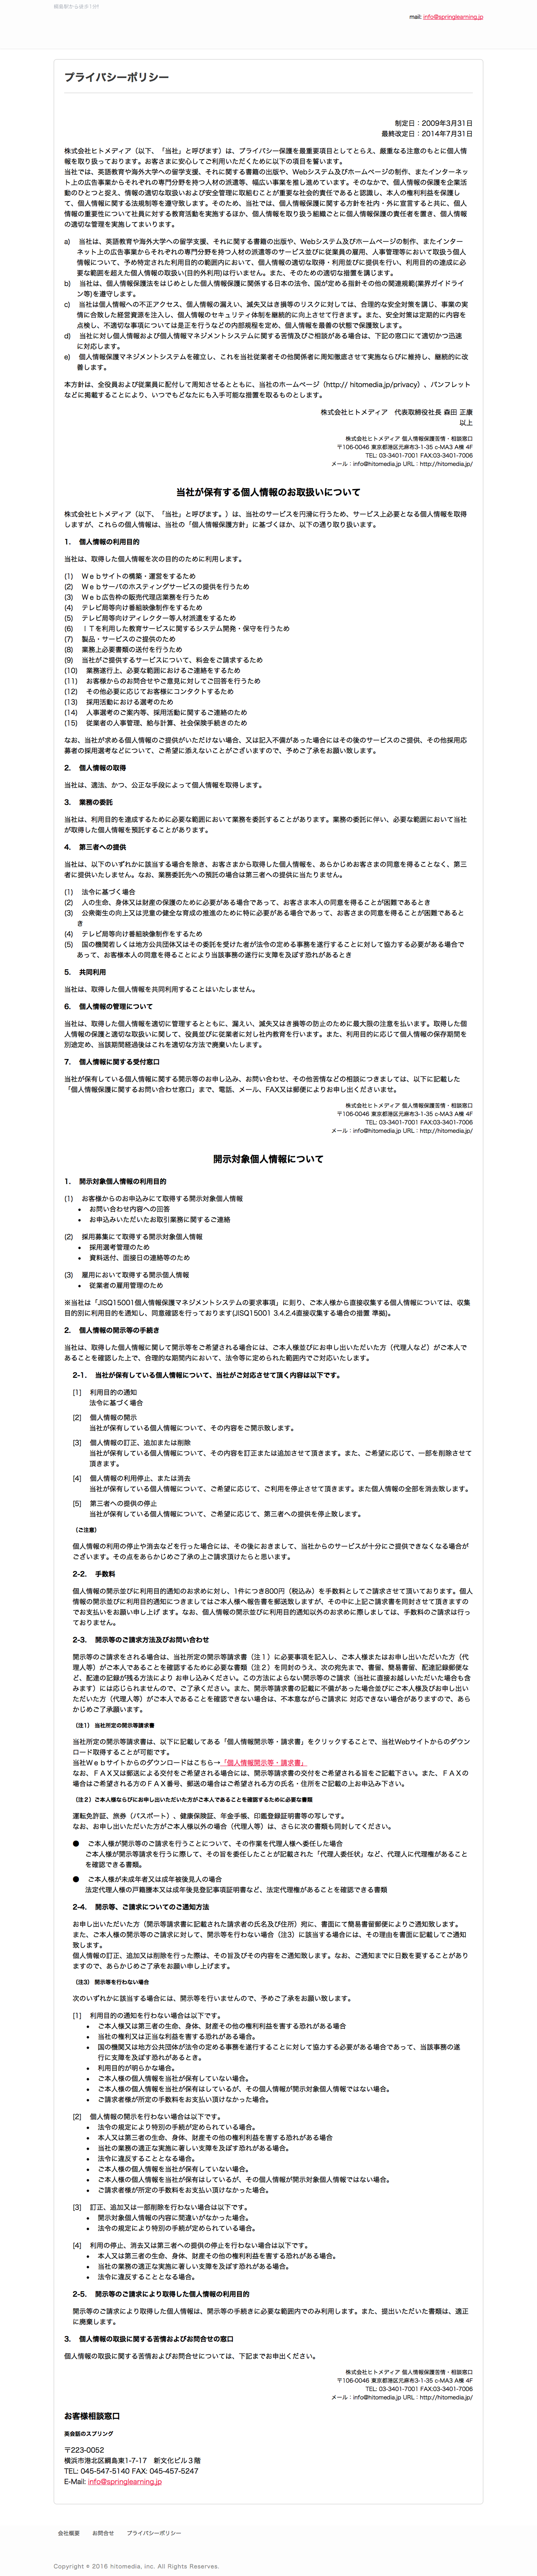 綱島駅から徒歩1分!
mail: info@springlearning.jp
プライバシーポリシー
制定日：2009年3月31日
最終改定日：2014年7月31日
株式会社ヒトメディア（以下、「当社」と呼びます）は、プライバシー保護を最重要項目としてとらえ、厳重なる注意のもとに個人情
報を取り扱っております。お客さまに安心してご利用いただくために以下の項目を誓います。
当社では、英語教育や海外大学への留学支援、それに関する書籍の出版や、Webシステム及びホームページの制作、またインターネッ
ト上の広告事業からそれぞれの専門分野を持つ人材の派遣等、幅広い事業を推し進めています。そのなかで、個人情報の保護を企業活
動のひとつと捉え、情報の適切な取扱いおよび安全管理に取組むことが重要な社会的責任であると認識し、本人の権利利益を保護し
て、個人情報に関する法規制等を遵守致します。そのため、当社では、個人情報保護に関する方針を社内・外に宣言すると共に、個人
情報の重要性について社員に対する教育活動を実施するほか、個人情報を取り扱う組織ごとに個人情報保護の責任者を置き、個人情報
の適切な管理を実施してまいります。
a) 当社は、英語教育や海外大学への留学支援、それに関する書籍の出版や、Webシステム及びホームページの制作、またインター
ネット上の広告事業からそれぞれの専門分野を持つ人材の派遣等のサービス並びに従業員の雇用、人事管理等において取扱う個人
情報について、予め特定された利用目的の範囲内において、個人情報の適切な取得・利用並びに提供を行い、利用目的の達成に必
要な範囲を超えた個人情報の取扱い(目的外利用)は行いません。また、そのための適切な措置を講じます。
b) 当社は、個人情報保護法をはじめとした個人情報保護に関係する日本の法令、国が定める指針その他の関連規範(業界ガイドライ
ン等)を遵守します。
c) 当社は個人情報への不正アクセス、個人情報の漏えい、滅失又はき損等のリスクに対しては、合理的な安全対策を講じ、事業の実
情に合致した経営資源を注入し、個人情報のセキュリティ体制を継続的に向上させて行きます。また、安全対策は定期的に内容を
点検し、不適切な事項については是正を行うなどの内部規程を定め、個人情報を最善の状態で保護致します。
d) 当社に対し個人情報および個人情報マネジメントシステムに関する苦情及びご相談がある場合は、下記の窓口にて適切かつ迅速
に対応します。
e) 個人情報保護マネジメントシステムを確立し、これを当社従業者その他関係者に周知徹底させて実施ならびに維持し、継続的に改
善します。
本方針は、全役員および従業員に配付して周知させるとともに、当社のホームページ（http:// hitomedia.jp/privacy）、パンフレット
などに掲載することにより、いつでもどなたにも入手可能な措置を取るものとします。
株式会社ヒトメディア 代表取締役社長 森田 正康
以上
株式会社ヒトメディア 個人情報保護苦情・相談窓口
〒106-0046 東京都港区元麻布3-1-35 c-MA3 A棟 4F
TEL: 03-3401-7001 FAX:03-3401-7006
メール：info@hitomedia.jp URL：http://hitomedia.jp/
当社が保有する個人情報のお取扱いについて
株式会社ヒトメディア（以下、「当社」と呼びます。）は、当社のサービスを円滑に行うため、サービス上必要となる個人情報を取得
しますが、これらの個人情報は、当社の「個人情報保護方針」に基づくほか、以下の通り取り扱います。
1. 個人情報の利用目的
当社は、取得した個人情報を次の目的のために利用します。
(1) Ｗｅｂサイトの構築・運営をするため
(2) Ｗｅｂサーバのホスティングサービスの提供を行うため
(3) Ｗｅｂ広告枠の販売代理店業務を行うため
(4) テレビ局等向け番組映像制作をするため
(5) テレビ局等向けディレクター等人材派遣をするため
(6) ＩＴを利用した教育サービスに関するシステム開発・保守を行うため
(7) 製品・サービスのご提供のため
(8) 業務上必要書類の送付を行うため
(9) 当社がご提供するサービスについて、料金をご請求するため
(10) 業務遂行上、必要な範囲におけるご連絡をするため
(11) お客様からのお問合せやご意見に対してご回答を行うため
(12) その他必要に応じてお客様にコンタクトするため
(13) 採用活動における選考のため
(14) 人事選考のご案内等、採用活動に関するご連絡のため
(15) 従業者の人事管理、給与計算、社会保険手続きのため
なお、当社が求める個人情報のご提供がいただけない場合、又は記入不備があった場合にはその後のサービスのご提供、その他採用応
募者の採用選考などについて、ご希望に添えないことがございますので、予めご了承をお願い致します。
2. 個人情報の取得
当社は、適法、かつ、公正な手段によって個人情報を取得します。
3. 業務の委託
当社は、利用目的を達成するために必要な範囲において業務を委託することがあります。業務の委託に伴い、必要な範囲において当社
が取得した個人情報を預託することがあります。
4. 第三者への提供
当社は、以下のいずれかに該当する場合を除き、お客さまから取得した個人情報を、あらかじめお客さまの同意を得ることなく、第三
者に提供いたしません。なお、業務委託先への預託の場合は第三者への提供に当たりません。
(1) 法令に基づく場合
(2) 人の生命、身体又は財産の保護のために必要がある場合であって、お客さま本人の同意を得ることが困難であるとき
(3) 公衆衛生の向上又は児童の健全な育成の推進のために特に必要がある場合であって、お客さまの同意を得ることが困難であると
き
(4) テレビ局等向け番組映像制作をするため
(5) 国の機関若しくは地方公共団体又はその委託を受けた者が法令の定める事務を遂行することに対して協力する必要がある場合で
あって、お客様本人の同意を得ることにより当該事務の遂行に支障を及ぼす恐れがあるとき
5. 共同利用
当社は、取得した個人情報を共同利用することはいたしません。
6. 個人情報の管理について
当社は、取得した個人情報を適切に管理するとともに、漏えい、滅失又はき損等の防止のために最大限の注意を払います。取得した個
人情報の保護と適切な取扱いに関して、役員並びに従業者に対し社内教育を行います。また、利用目的に応じて個人情報の保存期間を
別途定め、当該期間経過後はこれを適切な方法で廃棄いたします。
7. 個人情報に関する受付窓口
当社が保有している個人情報に関する開示等のお申し込み、お問い合わせ、その他苦情などの相談につきましては、以下に記載した
「個人情報保護に関するお問い合わせ窓口」まで、電話、メール、FAX又は郵便によりお申し出くださいませ。
株式会社ヒトメディア 個人情報保護苦情・相談窓口
〒106-0046 東京都港区元麻布3-1-35 c-MA3 A棟 4F
TEL: 03-3401-7001 FAX:03-3401-7006
メール：info@hitomedia.jp URL：http://hitomedia.jp/
開示対象個人情報について
1. 開示対象個人情報の利用目的
(1) お客様からのお申込みにて取得する開示対象個人情報
• お問い合わせ内容への回答
• お申込みいただいたお取引業務に関するご連絡
(2) 採用募集にて取得する開示対象個人情報
• 採用選考管理のため
• 資料送付、面接日の連絡等のため
(3) 雇用において取得する開示個人情報
• 従業者の雇用管理のため
※当社は「JISQ15001個人情報保護マネジメントシステムの要求事項」に則り、ご本人様から直接収集する個人情報については、収集
目的別に利用目的を通知し、同意確認を行っております(JISQ15001 3.4.2.4直接収集する場合の措置 準拠)。
2. 個人情報の開示等の手続き
当社は、取得した個人情報に関して開示等をご希望される場合には、ご本人様並びにお申し出いただいた方（代理人など）がご本人で
あることを確認した上で、合理的な期間内において、法令等に定められた範囲内でご対応いたします。
2-1. 当社が保有している個人情報について、当社がご対応させて頂く内容は以下です。
[1] 利用目的の通知
法令に基づく場合
[2] 個人情報の開示
当社が保有している個人情報について、その内容をご開示致します。
[3] 個人情報の訂正、追加または削除
当社が保有している個人情報について、その内容を訂正または追加させて頂きます。また、ご希望に応じて、一部を削除させて
頂きます。
[4] 個人情報の利用停止、または消去
当社が保有している個人情報について、ご希望に応じて、ご利用を停止させて頂きます。また個人情報の全部を消去致します。
[5] 第三者への提供の停止
当社が保有している個人情報について、ご希望に応じて、第三者への提供を停止致します。
（ご注意）
個人情報の利用の停止や消去などを行った場合には、その後におきまして、当社からのサービスが十分にご提供できなくなる場合が
ございます。その点をあらかじめご了承の上ご請求頂けたらと思います。
2-2. 手数料
個人情報の開示並びに利用目的通知のお求めに対し、1件につき800円（税込み）を手数料としてご請求させて頂いております。個人
情報の開示並びに利用目的通知につきましてはご本人様へ報告書を郵送致しますが、その中に上記ご請求書を同封させて頂きますの
でお支払いをお願い申し上げ ます。なお、個人情報の開示並びに利用目的通知以外のお求めに際しましては、手数料のご請求は行っ
ておりません。
2-3. 開示等のご請求方法及びお問い合わせ
開示等のご請求をされる場合は、当社所定の開示等請求書（注１）に必要事項を記入し、ご本人様またはお申し出いただいた方（代
理人等）がご本人であることを確認するために必要な書類（注２）を同封のうえ、次の宛先まで、書留、簡易書留、配達記録郵便な
ど、配達の記録が残る方法により お申し込みください。この方法によらない開示等のご請求（当社に直接お越しいただいた場合も含
みます）には応じられませんので、ご了承ください。また、開示等請求書の記載に不備があった場合並びにご本人様及びお申し出い
ただいた方（代理人等）がご本人であることを確認できない場合は、不本意ながらご請求に 対応できない場合がありますので、あら
かじめご了承願います。
（注1） 当社所定の開示等請求書
当社所定の開示等請求書は、以下に記載してある「個人情報開示等・請求書」をクリックすることで、当社Webサイトからのダウン
ロード取得することが可能です。
当社Ｗｅｂサイトからのダウンロードはこちら→「個人情報開示等・請求書」
なお、ＦＡＸ又は郵送による交付をご希望される場合には、開示等請求書の交付をご希望される旨をご記載下さい。また、ＦＡＸの
場合はご希望される方のＦＡＸ番号、郵送の場合はご希望される方の氏名・住所をご記載の上お申込み下さい。
（注２）ご本人様ならびにお申し出いただいた方がご本人であることを確認するために必要な書類
運転免許証、旅券（パスポート）、健康保険証、年金手帳、印鑑登録証明書等の写しです。
なお、お申し出いただいた方がご本人様以外の場合（代理人等）は、さらに次の書類も同封してください。
● ご本人様が開示等のご請求を行うことについて、その作業を代理人様へ委任した場合
ご本人様が開示等請求を行うに際して、その旨を委任したことが記載された「代理人委任状」など、代理人に代理権があること
を確認できる書類。
● ご本人様が未成年者又は成年被後見人の場合
法定代理人様の戸籍謄本又は成年後見登記事項証明書など、法定代理権があることを確認できる書類
2-4. 開示等、ご請求についてのご通知方法
お申し出いただいた方（開示等請求書に記載された請求者の氏名及び住所）宛に、書面にて簡易書留郵便によりご通知致します。
また、ご本人様の開示等のご請求に対して、開示等を行わない場合（注3）に該当する場合には、その理由を書面に記載してご通知
致します。
個人情報の訂正、追加又は削除を行った際は、その旨及びその内容をご通知致します。なお、ご通知までに日数を要することがあり
ますので、あらかじめご了承をお願い申し上げます。
（注3） 開示等を行わない場合
次のいずれかに該当する場合には、開示等を行いませんので、予めご了承をお願い致します。
[1] 利用目的の通知を行わない場合は以下です。
• ご本人様又は第三者の生命、身体、財産その他の権利利益を害する恐れがある場合
• 当社の権利又は正当な利益を害する恐れがある場合。
• 国の機関又は地方公共団体が法令の定める事務を遂行することに対して協力する必要がある場合であって、当該事務の遂
行に支障を及ぼす恐れがあるとき。
• 利用目的が明らかな場合。
• ご本人様の個人情報を当社が保有していない場合。
• ご本人様の個人情報を当社が保有はしているが、その個人情報が開示対象個人情報ではない場合。
• ご請求者様が所定の手数料をお支払い頂けなかった場合。
[2] 個人情報の開示を行わない場合は以下です。
• 法令の規定により特別の手続が定められている場合。
• 本人又は第三者の生命、身体、財産その他の権利利益を害する恐れがある場合
• 当社の業務の適正な実施に著しい支障を及ぼす恐れがある場合。
• 法令に違反することとなる場合。
• ご本人様の個人情報を当社が保有していない場合。
• ご本人様の個人情報を当社が保有はしているが、その個人情報が開示対象個人情報ではない場合。
• ご請求者様が所定の手数料をお支払い頂けなかった場合。
[3] 訂正、追加又は一部削除を行わない場合は以下です。
• 開示対象個人情報の内容に間違いがなかった場合。
• 法令の規定により特別の手続が定められている場合。
[4] 利用の停止、消去又は第三者への提供の停止を行わない場合は以下です。
• 本人又は第三者の生命、身体、財産その他の権利利益を害する恐れがある場合。
• 当社の業務の適正な実施に著しい支障を及ぼす恐れがある場合。
• 法令に違反することとなる場合。
2-5. 開示等のご請求により取得した個人情報の利用目的
開示等のご請求により取得した個人情報は、開示等の手続きに必要な範囲内でのみ利用します。また、提出いただいた書類は、適正
に廃棄します。
3. 個人情報の取扱に関する苦情およびお問合せの窓口
個人情報の取扱に関する苦情およびお問合せについては、下記までお申出ください。
株式会社ヒトメディア 個人情報保護苦情・相談窓口
〒106-0046 東京都港区元麻布3-1-35 c-MA3 A棟 4F
TEL: 03-3401-7001 FAX:03-3401-7006
メール：info@hitomedia.jp URL：http://hitomedia.jp/
お客様相談窓口
英会話のスプリング
〒223-0052
横浜市港北区綱島東1-7-17 新文化ビル３階
TEL: 045-547-5140 FAX: 045-457-5247
E-Mail: info@springlearning.jp
会社概要 お問合せ プライバシーポリシー
Copyright © 2016 hitomedia, inc. All Rights Reserves.